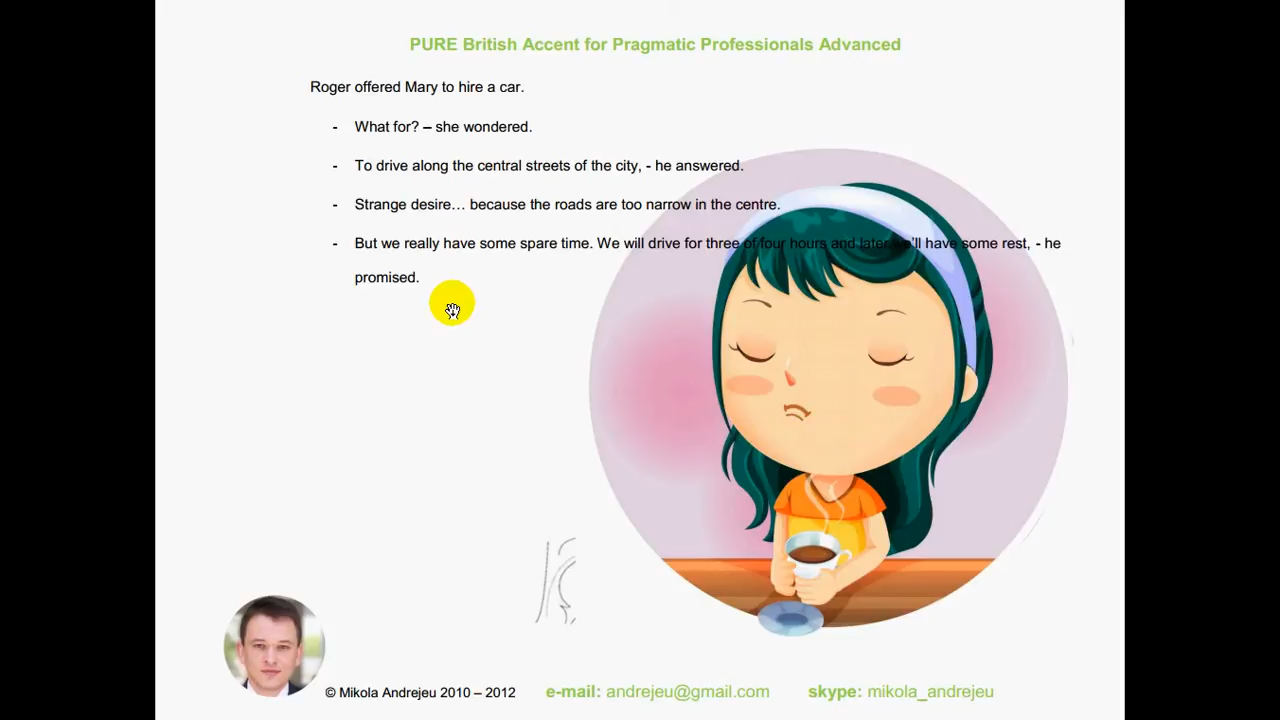 PURE British Accent for Pragmatic Professionals Advanced
Roger offered Mary to hire a car.
- What for? – she wondered.
- To drive along the central streets of the city, - he answered.
- Strange desire… because the roads are too narrow in the centre.
- But we really have some spare time. We will drive for three of four hours and later we'll have some rest, - he
promised.
© Mikola Andrejeu 2010 – 2012 e-mail: andrejeu@gmail.com skype: mikola_andrejeu